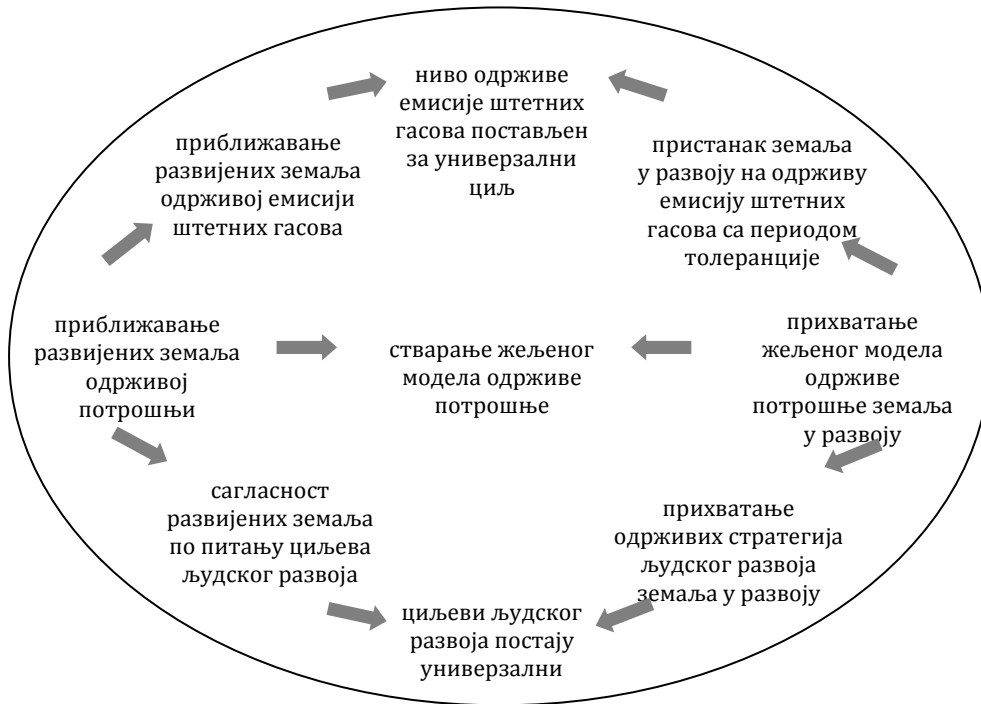 ниво одрживе
емисије штетних
гасова постављен
за универзални
циљ
приближавање
развијених земаља
одрживој емисији
штетних гасова
пристанак земаља
у развоју на одрживу
емисију штетних
гасова са периодом
толеранције
приближавање
развијених земаља
одрживој
потрошњи
стварање жељеног
модела одрживе
потрошње
прихватање
жељеног модела
одрживе
потрошње земаља
у развоју
сагласност
развијених земаља
по питању циљева
људског развоја
прихватање
одрживих стратегија
људског развоја
земаља у развоју
циљеви људског
развоја постају
универзални